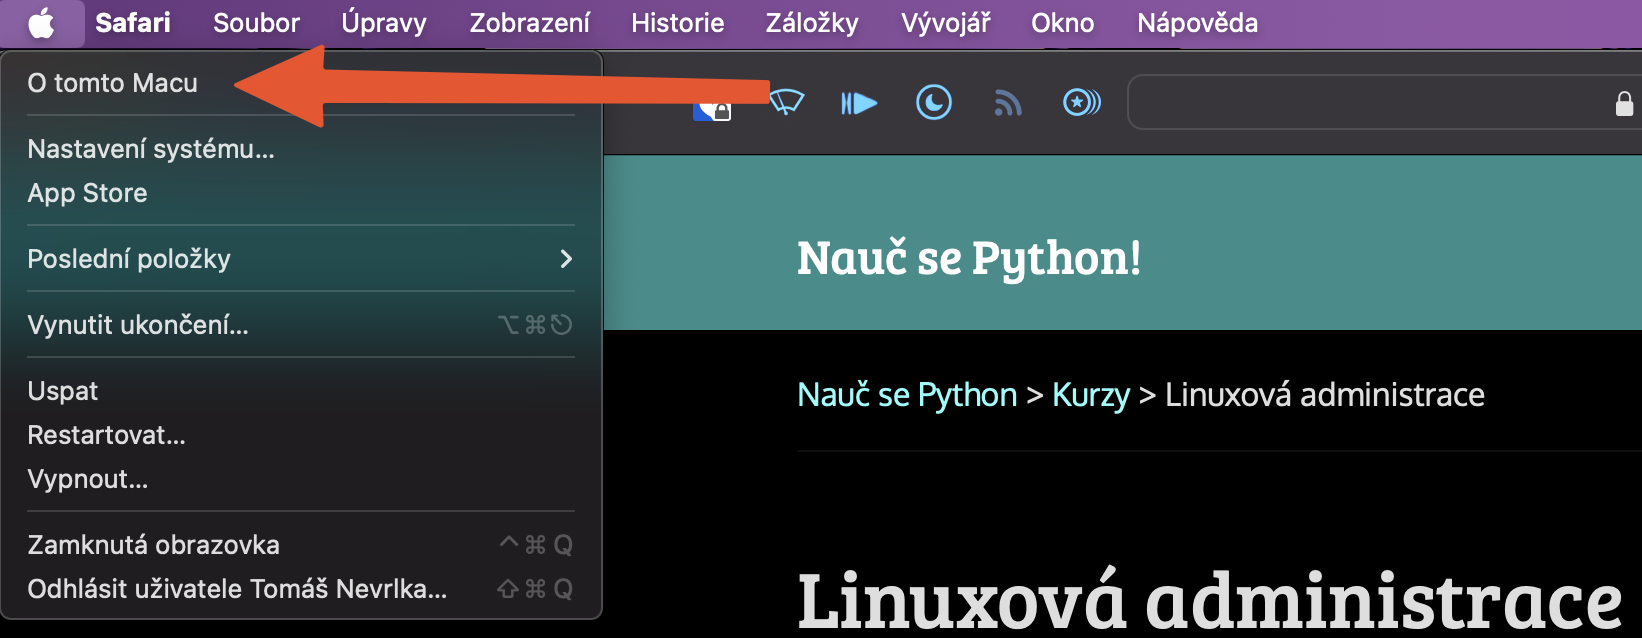 Safari Soubor Úpravy Zobrazení Historie Záložky Vývojář Okno Nápověda
O tomto Macu
Nastavení systému...
App Store
Poslední položky
Vynutit ukončení... ⌥⌘⎋
Uspat
Restartovat...
Vypnout...
Zamknutá obrazovka ^⌘Q
Odhlásit uživatele Tomáš Nevrlka... ⇧⌘Q
Nauč se Python!
Nauč se Python > Kurzy > Linuxová administrace
Linuxová administrace